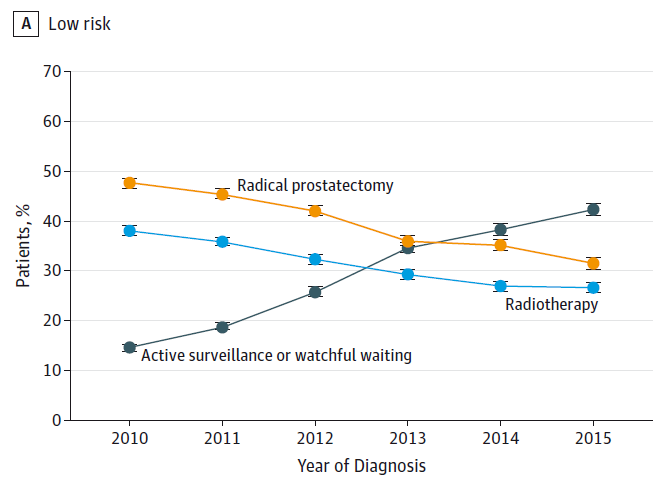 A Low risk
70
60
50
40
30
20
10
0
Patients, %
Radical prostatectomy
Radiotherapy
Active surveillance or watchful waiting
2010 2011 2012 2013 2014 2015
Year of Diagnosis